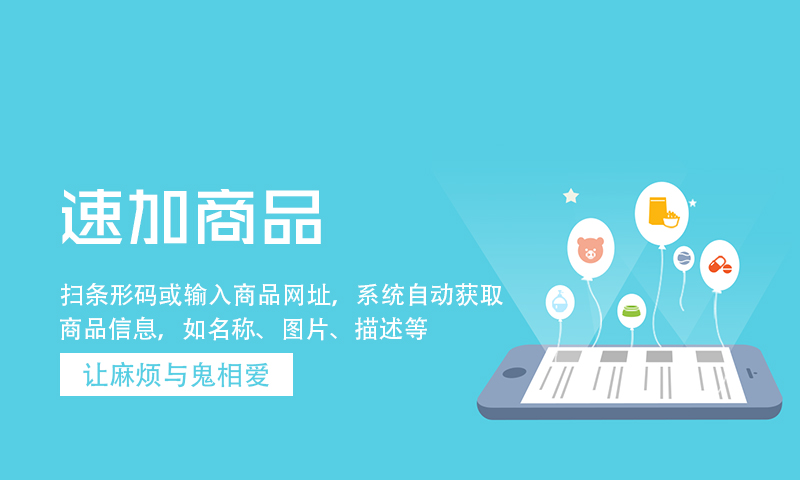 速加商品
扫条形码或输入商品网址，系统自动获取
商品信息，如名称、图片、描述等
让麻烦与鬼相爱